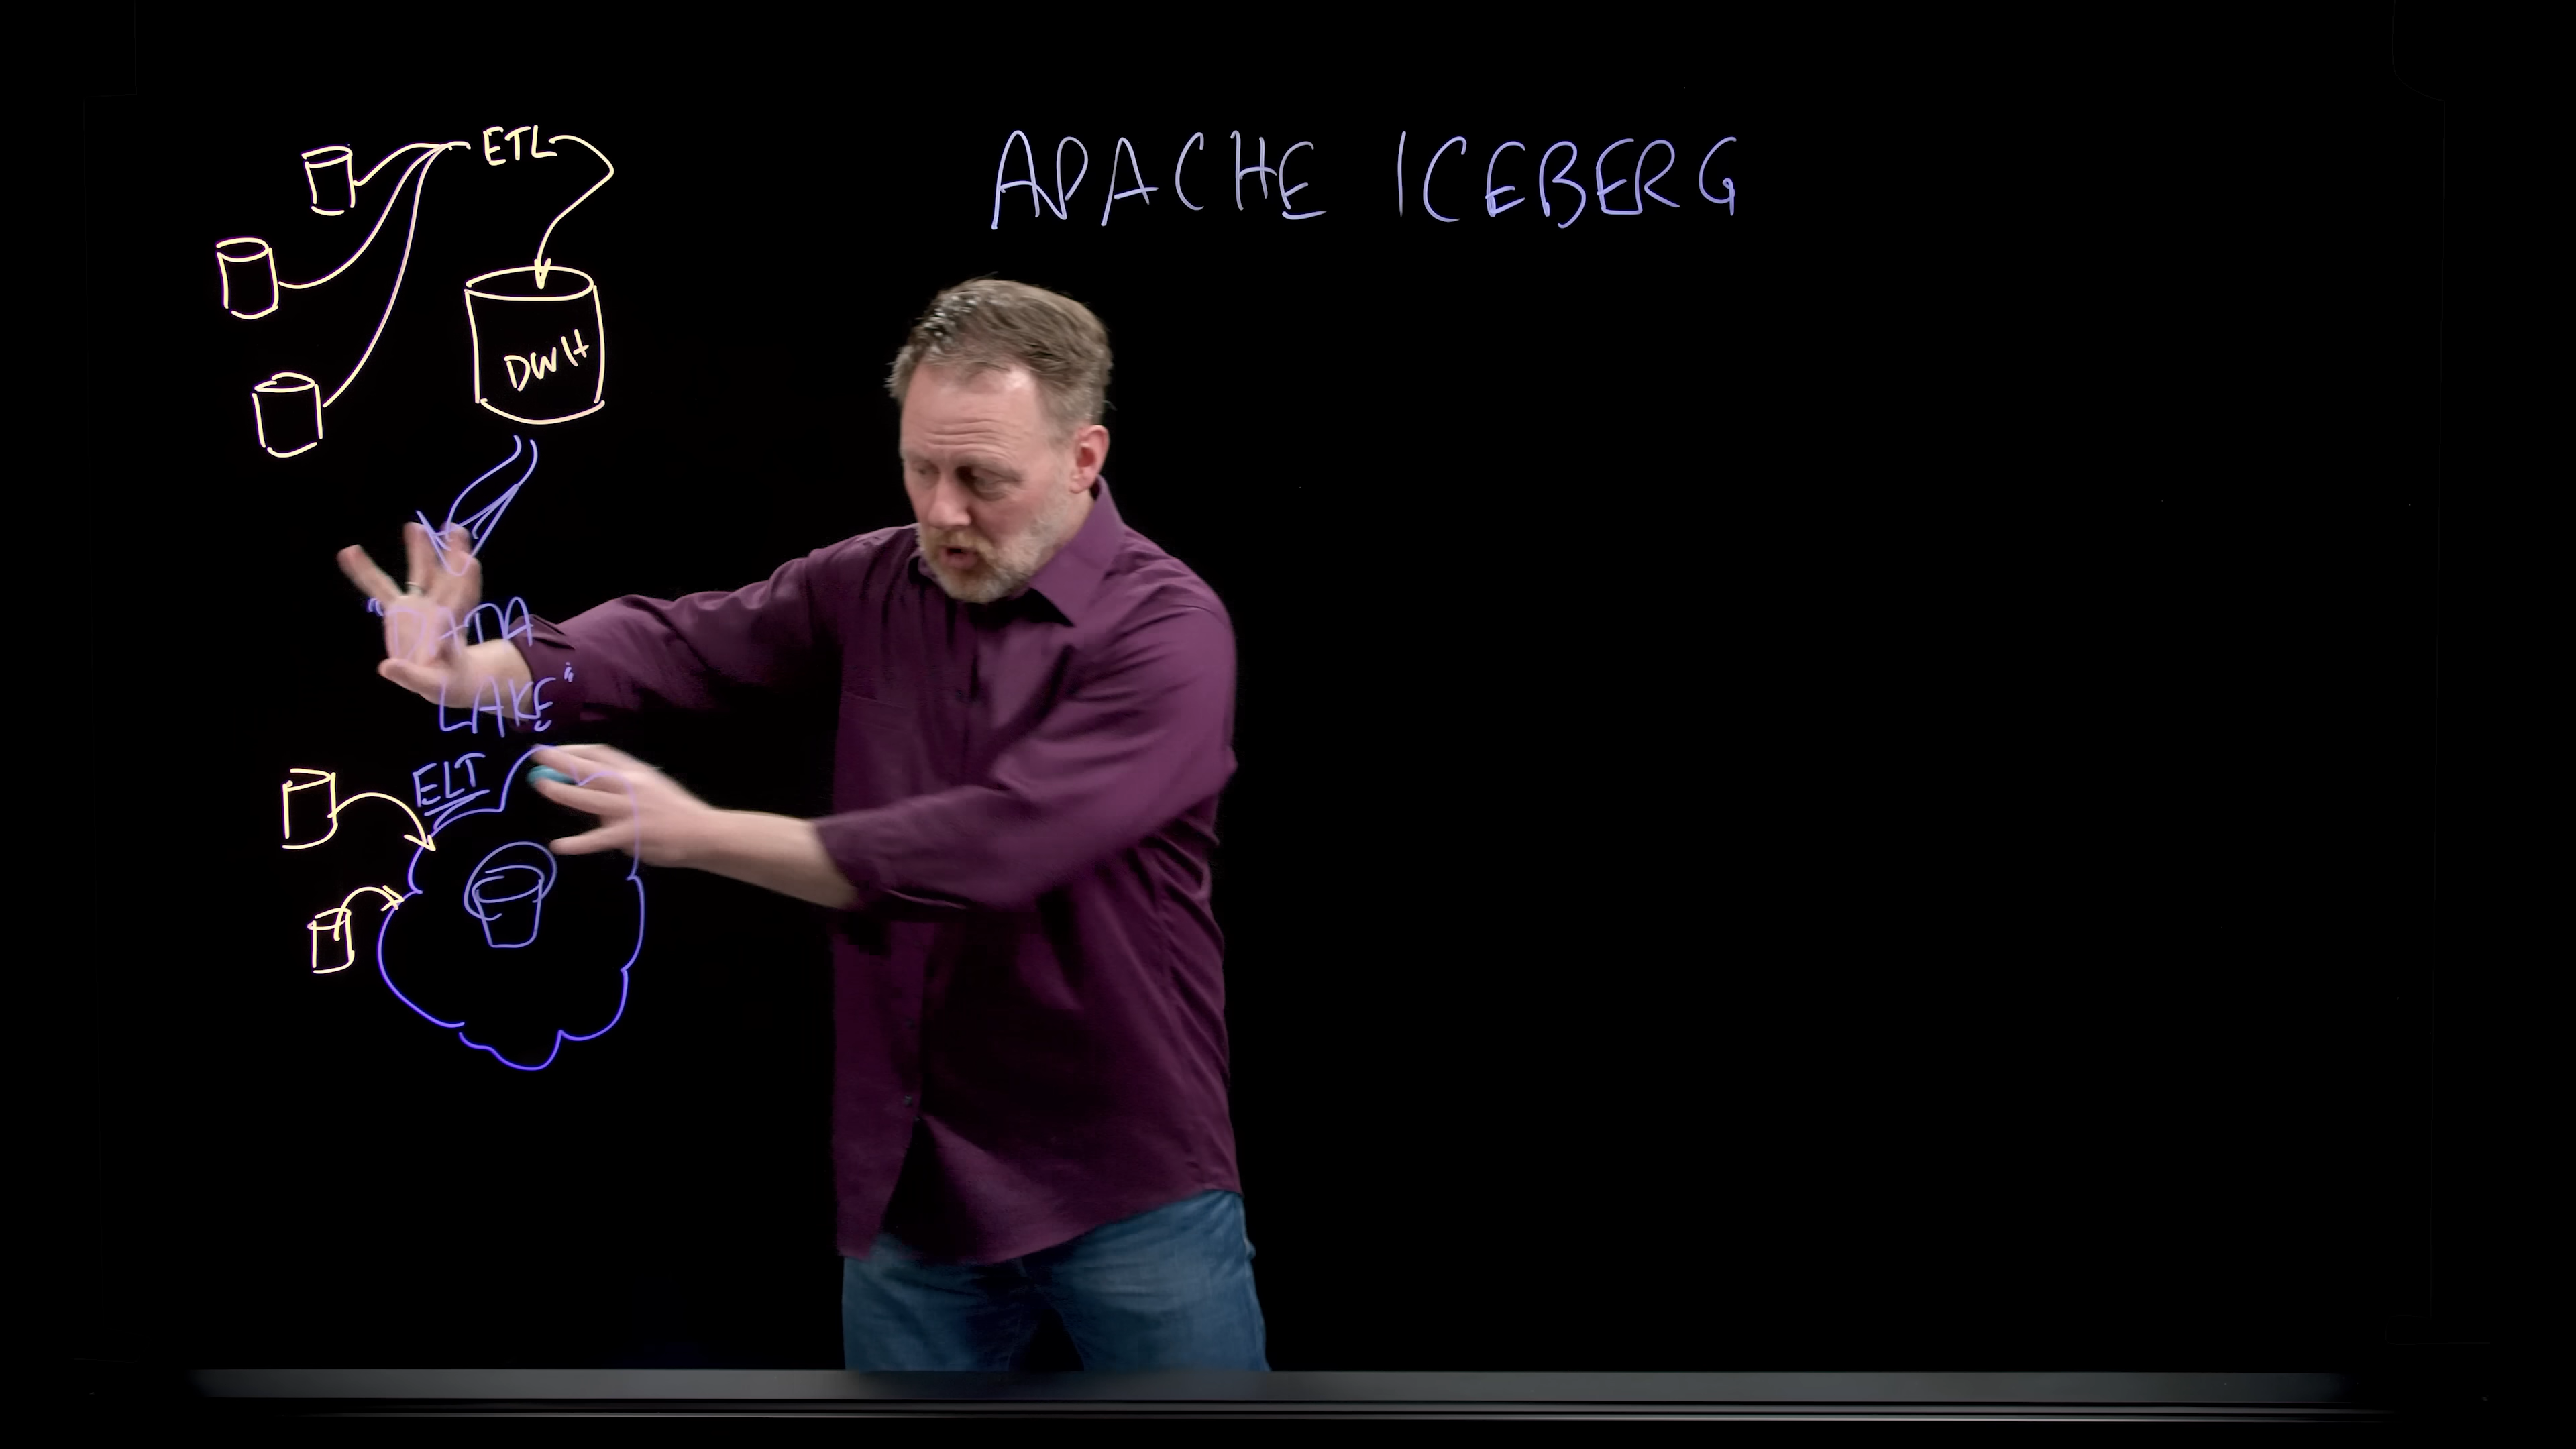 ETL
APACHE ICEBERG
DWH
"DATA
LAKE"
ELT